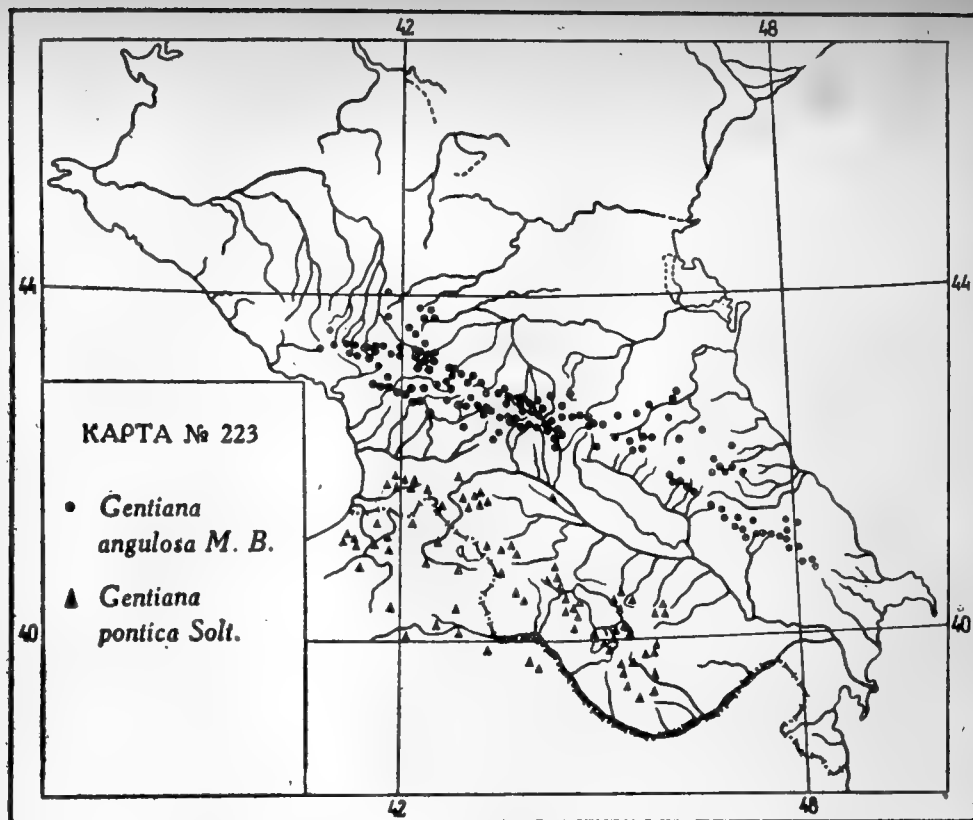 42 48
44 44
КАРТА № 223
Gentiana
angulosa M. B.
Gentiana
pontica Solt.
40 40
42 48